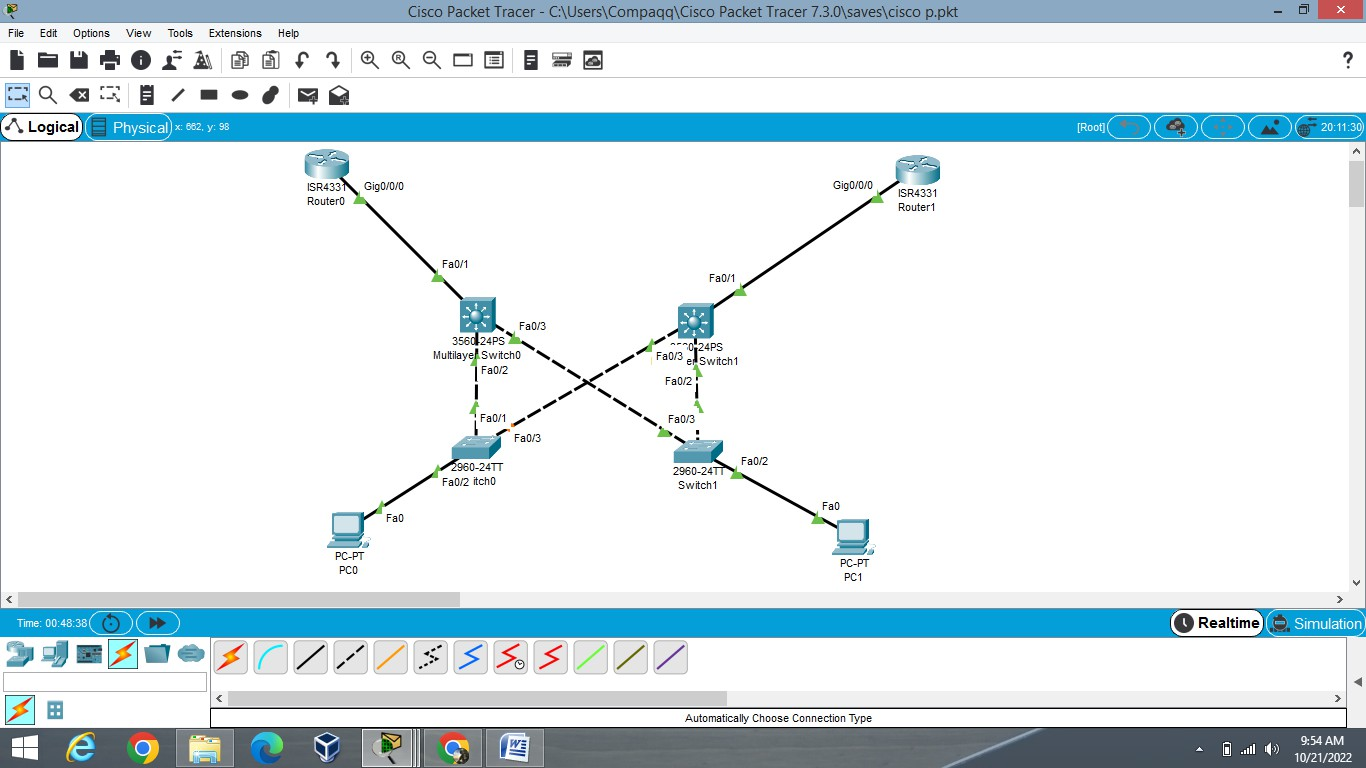 Cisco Packet Tracer - C:\Users\Compaqq\Cisco Packet Tracer 7.3.0\saves\cisco p.pkt
File Edit Options View Tools Extensions Help
Logical Physical x: 662, y: 98 [Root] 20:11:30
ISR4331
Router0
Gig0/0/0
Gig0/0/0
ISR4331
Router1
Fa0/1
Fa0/1
Fa0/3
3560-24PS
Multilayer Switch0
Fa0/2
24PS
Switch1
Fa0/3
Fa0/2
Fa0/1
Fa0/3
Fa0/3
2960-24TT
itch0
Fa0/2
Fa0/2
2960-24TT
Switch1
Fa0
PC-PT
PC0
Fa0
PC-PT
PC1
Time: 00:48:38 Realtime Simulation
Automatically Choose Connection Type
9:54 AM
10/21/2022